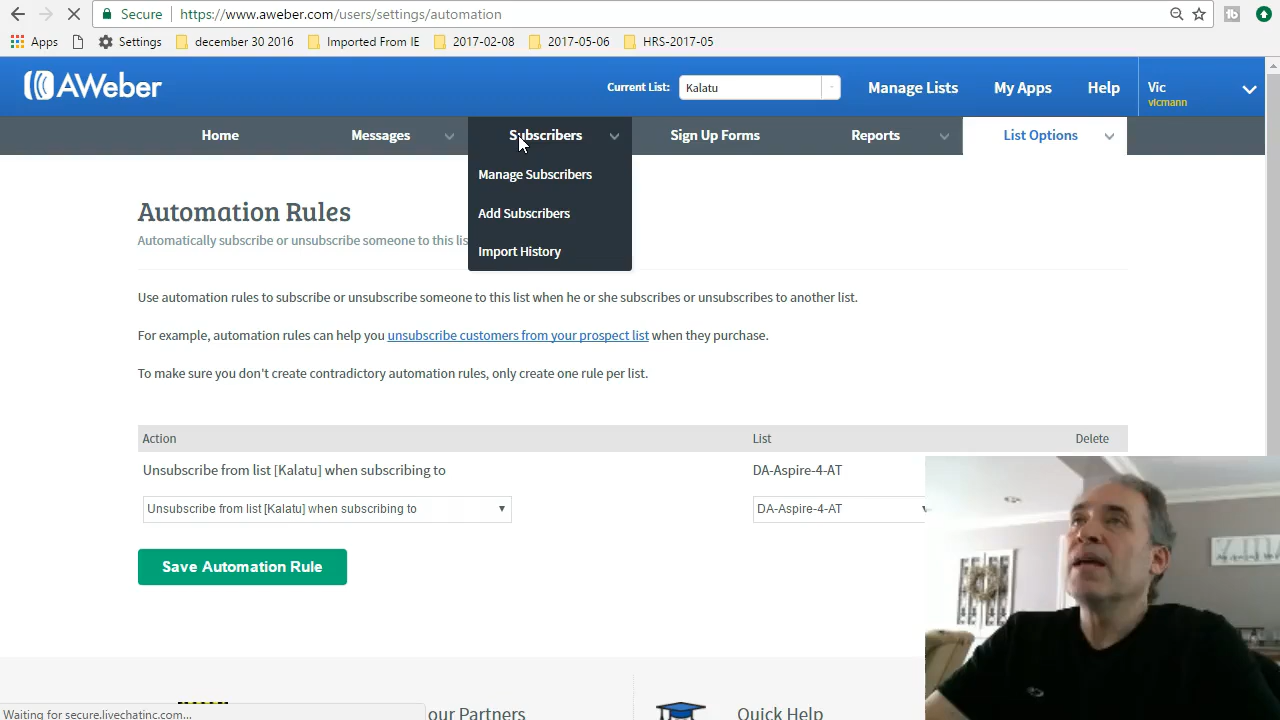 Secure
https://www.aweber.com/users/settings/automation
Apps
Settings
december 30 2016
Imported From IE
2017-02-08
2017-05-06
HRS-2017-05
AWeber
Current List:
Kalatu
Manage Lists
My Apps
Help
Vic
vicmann
Home
Messages
Subscribers
Sign Up Forms
Reports
List Options
Manage Subscribers
Add Subscribers
Import History
Automation Rules
Automatically subscribe or unsubscribe someone to this lis
Use automation rules to subscribe or unsubscribe someone to this list when he or she subscribes or unsubscribes to another list.
For example, automation rules can help you unsubscribe customers from your prospect list when they purchase.
To make sure you don't create contradictory automation rules, only create one rule per list.
Action
List
Delete
Unsubscribe from list [Kalatu] when subscribing to
DA-Aspire-4-AT
Unsubscribe from list [Kalatu] when subscribing to
DA-Aspire-4-AT
Save Automation Rule
our Partners
Quick Help
Waiting for secure.livechatinc.com...